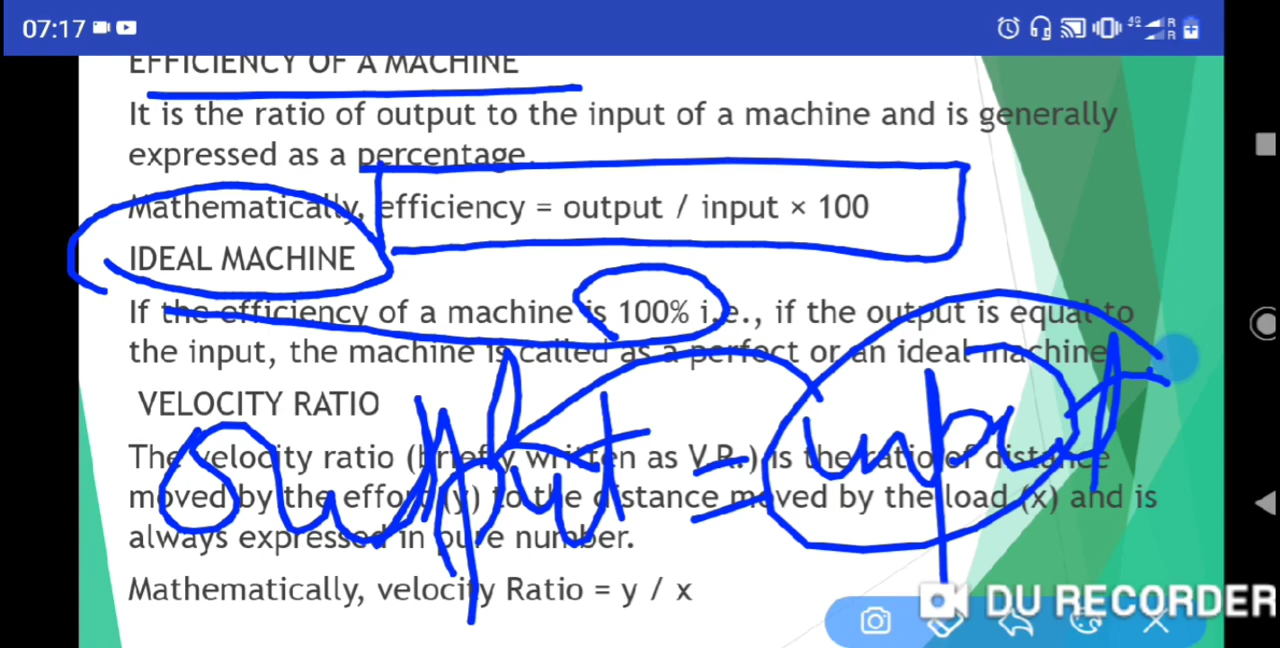 07:17
4G R
R
EFFICIENCY OF A MACHINE
It is the ratio of output to the input of a machine and is generally
expressed as a percentage.
Mathematically, efficiency = output / input × 100
IDEAL MACHINE
If the efficiency of a machine is 100% i.e., if the output is equal to
the input, the machine is called as a perfect or an ideal machine
VELOCITY RATIO
Output = input
The velocity ratio (briefly written as V.R.) is the ratio of distance
moved by the effort (y) to the distance moved by the load (x) and is
always expressed in pure number.
Mathematically, velocity Ratio = y / x
DU RECORDER